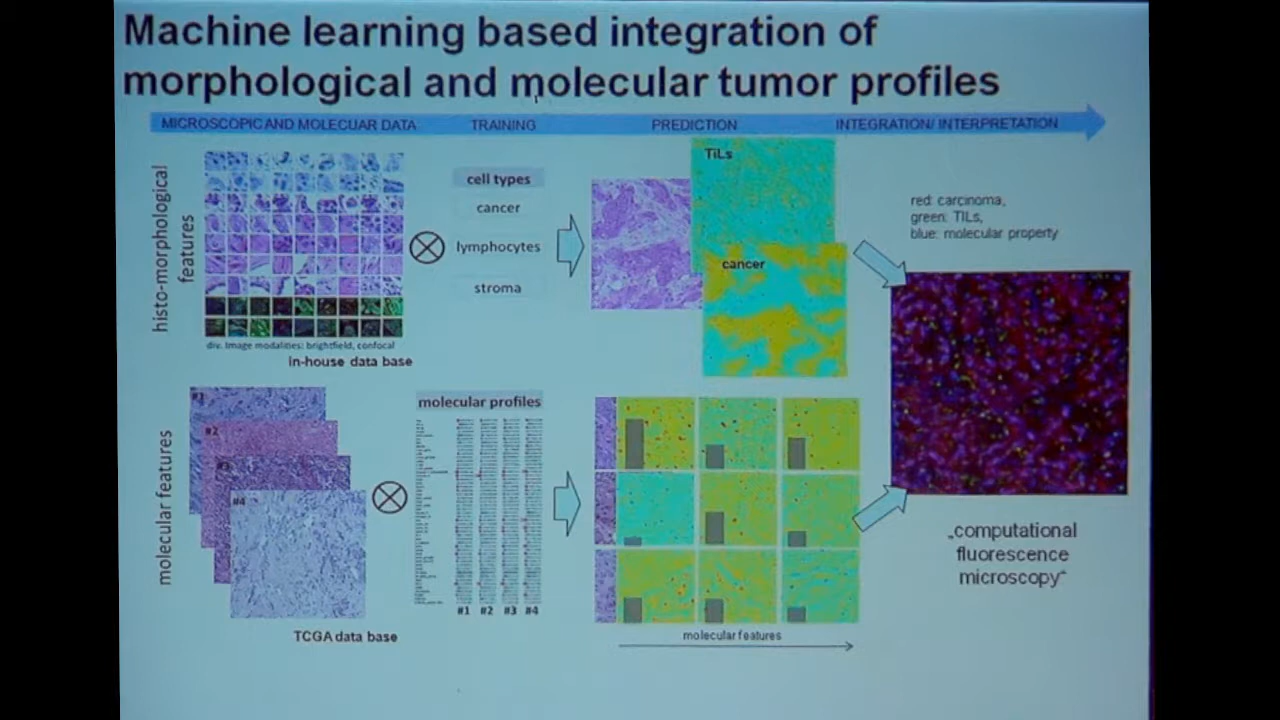 Machine learning based integration of
morphological and molecular tumor profiles
MICROSCOPIC AND MOLECUAR DATA
TRAINING
PREDICTION
INTEGRATION/ INTERPRETATION
histo-morphological
features
div. Image modalities: brightfield, confocal
in-house data base
cell types
cancer
lymphocytes
stroma
TiLs
cancer
red: carcinoma,
green: TILs,
blue: molecular property
molecular features
#1
#2
#3
#4
TCGA data base
molecular profiles
#1 #2 #3 #4
molecular features
„computational
fluorescence
microscopy“